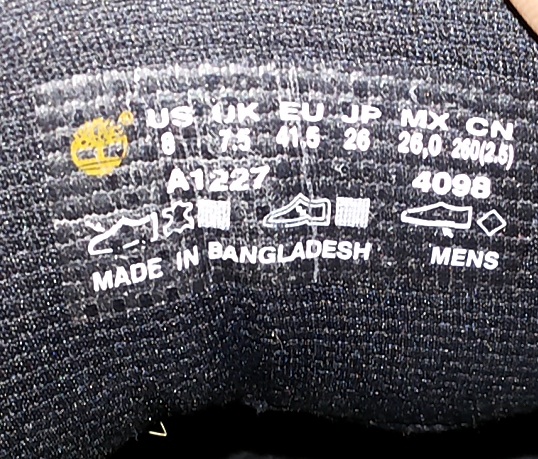 US UK EU JP MX CN
8 7.5 41.5 26 26,0 260(2.5)
A1227 4098
MADE IN BANGLADESH MENS